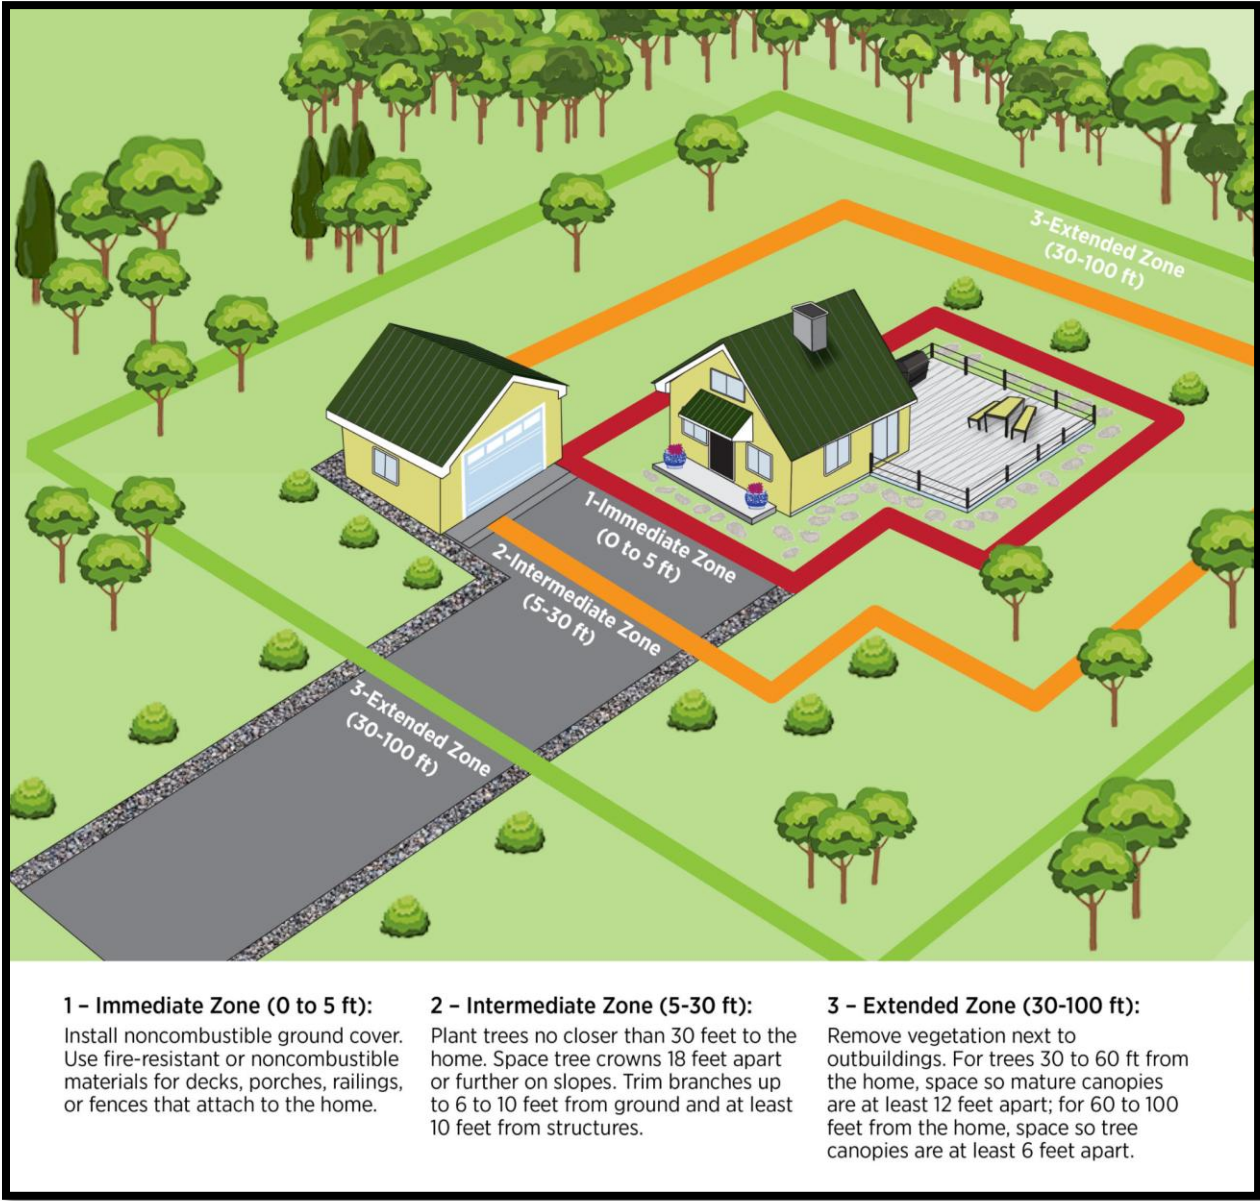 3-Extended Zone
(30-100 ft)
1-Immediate Zone
(0 to 5 ft)
2-Intermediate Zone
(5-30 ft)
3-Extended Zone
(30-100 ft)
1 – Immediate Zone (0 to 5 ft):
Install noncombustible ground cover.
Use fire-resistant or noncombustible
materials for decks, porches, railings,
or fences that attach to the home.
2 – Intermediate Zone (5-30 ft):
Plant trees no closer than 30 feet to the
home. Space tree crowns 18 feet apart
or further on slopes. Trim branches up
to 6 to 10 feet from ground and at least
10 feet from structures.
3 – Extended Zone (30-100 ft):
Remove vegetation next to
outbuildings. For trees 30 to 60 ft from
the home, space so mature canopies
are at least 12 feet apart; for 60 to 100
feet from the home, space so tree
canopies are at least 6 feet apart.